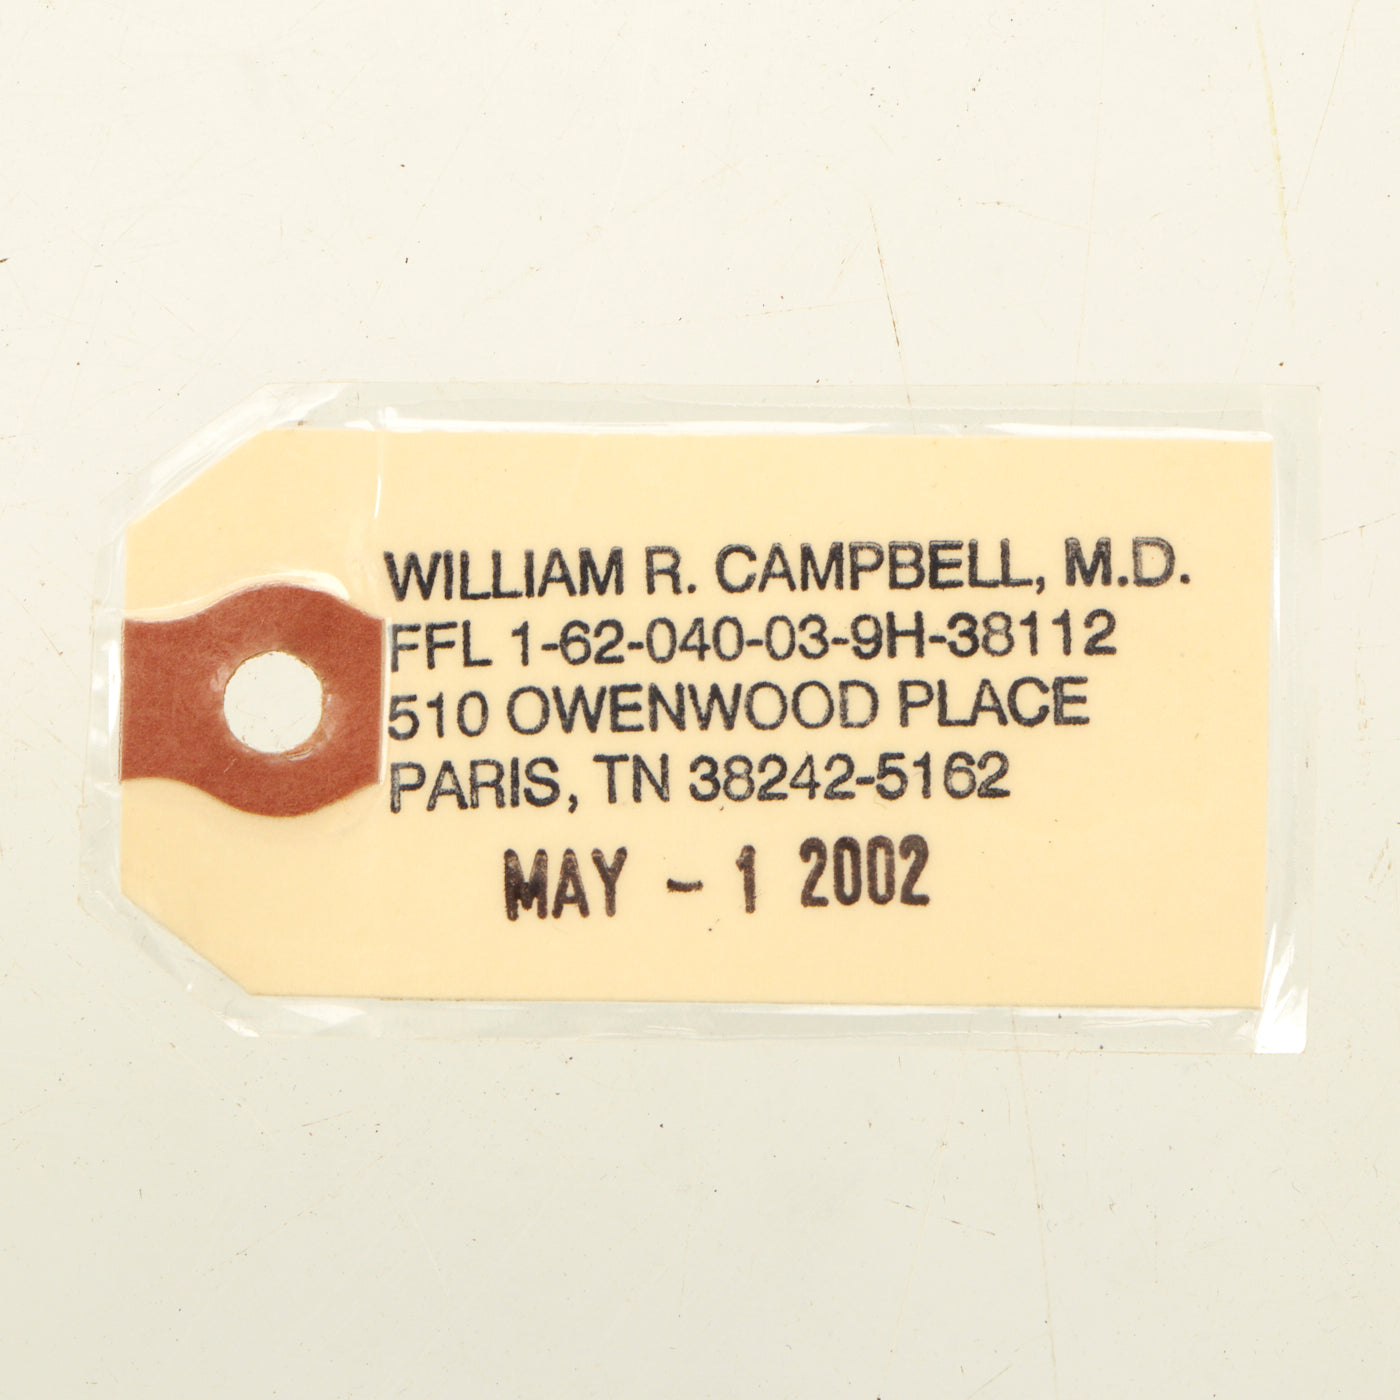 WILLIAM R. CAMPBELL, M.D.
FFL 1-62-040-03-9H-38112
510 OWENWOOD PLACE
PARIS, TN 38242-5162
MAY - 1 2002